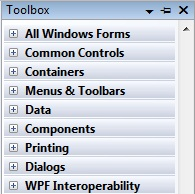 Toolbox
All Windows Forms
Common Controls
Containers
Menus & Toolbars
Data
Components
Printing
Dialogs
WPF Interoperability